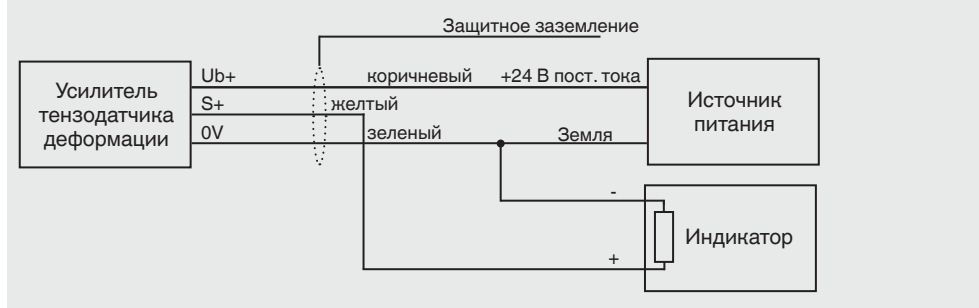 Защитное заземление
Усилитель
тензодатчика
деформации
Ub+
коричневый
+24 В пост. тока
S+
желтый
0V
зеленый
Земля
Источник
питания
-
+
Индикатор